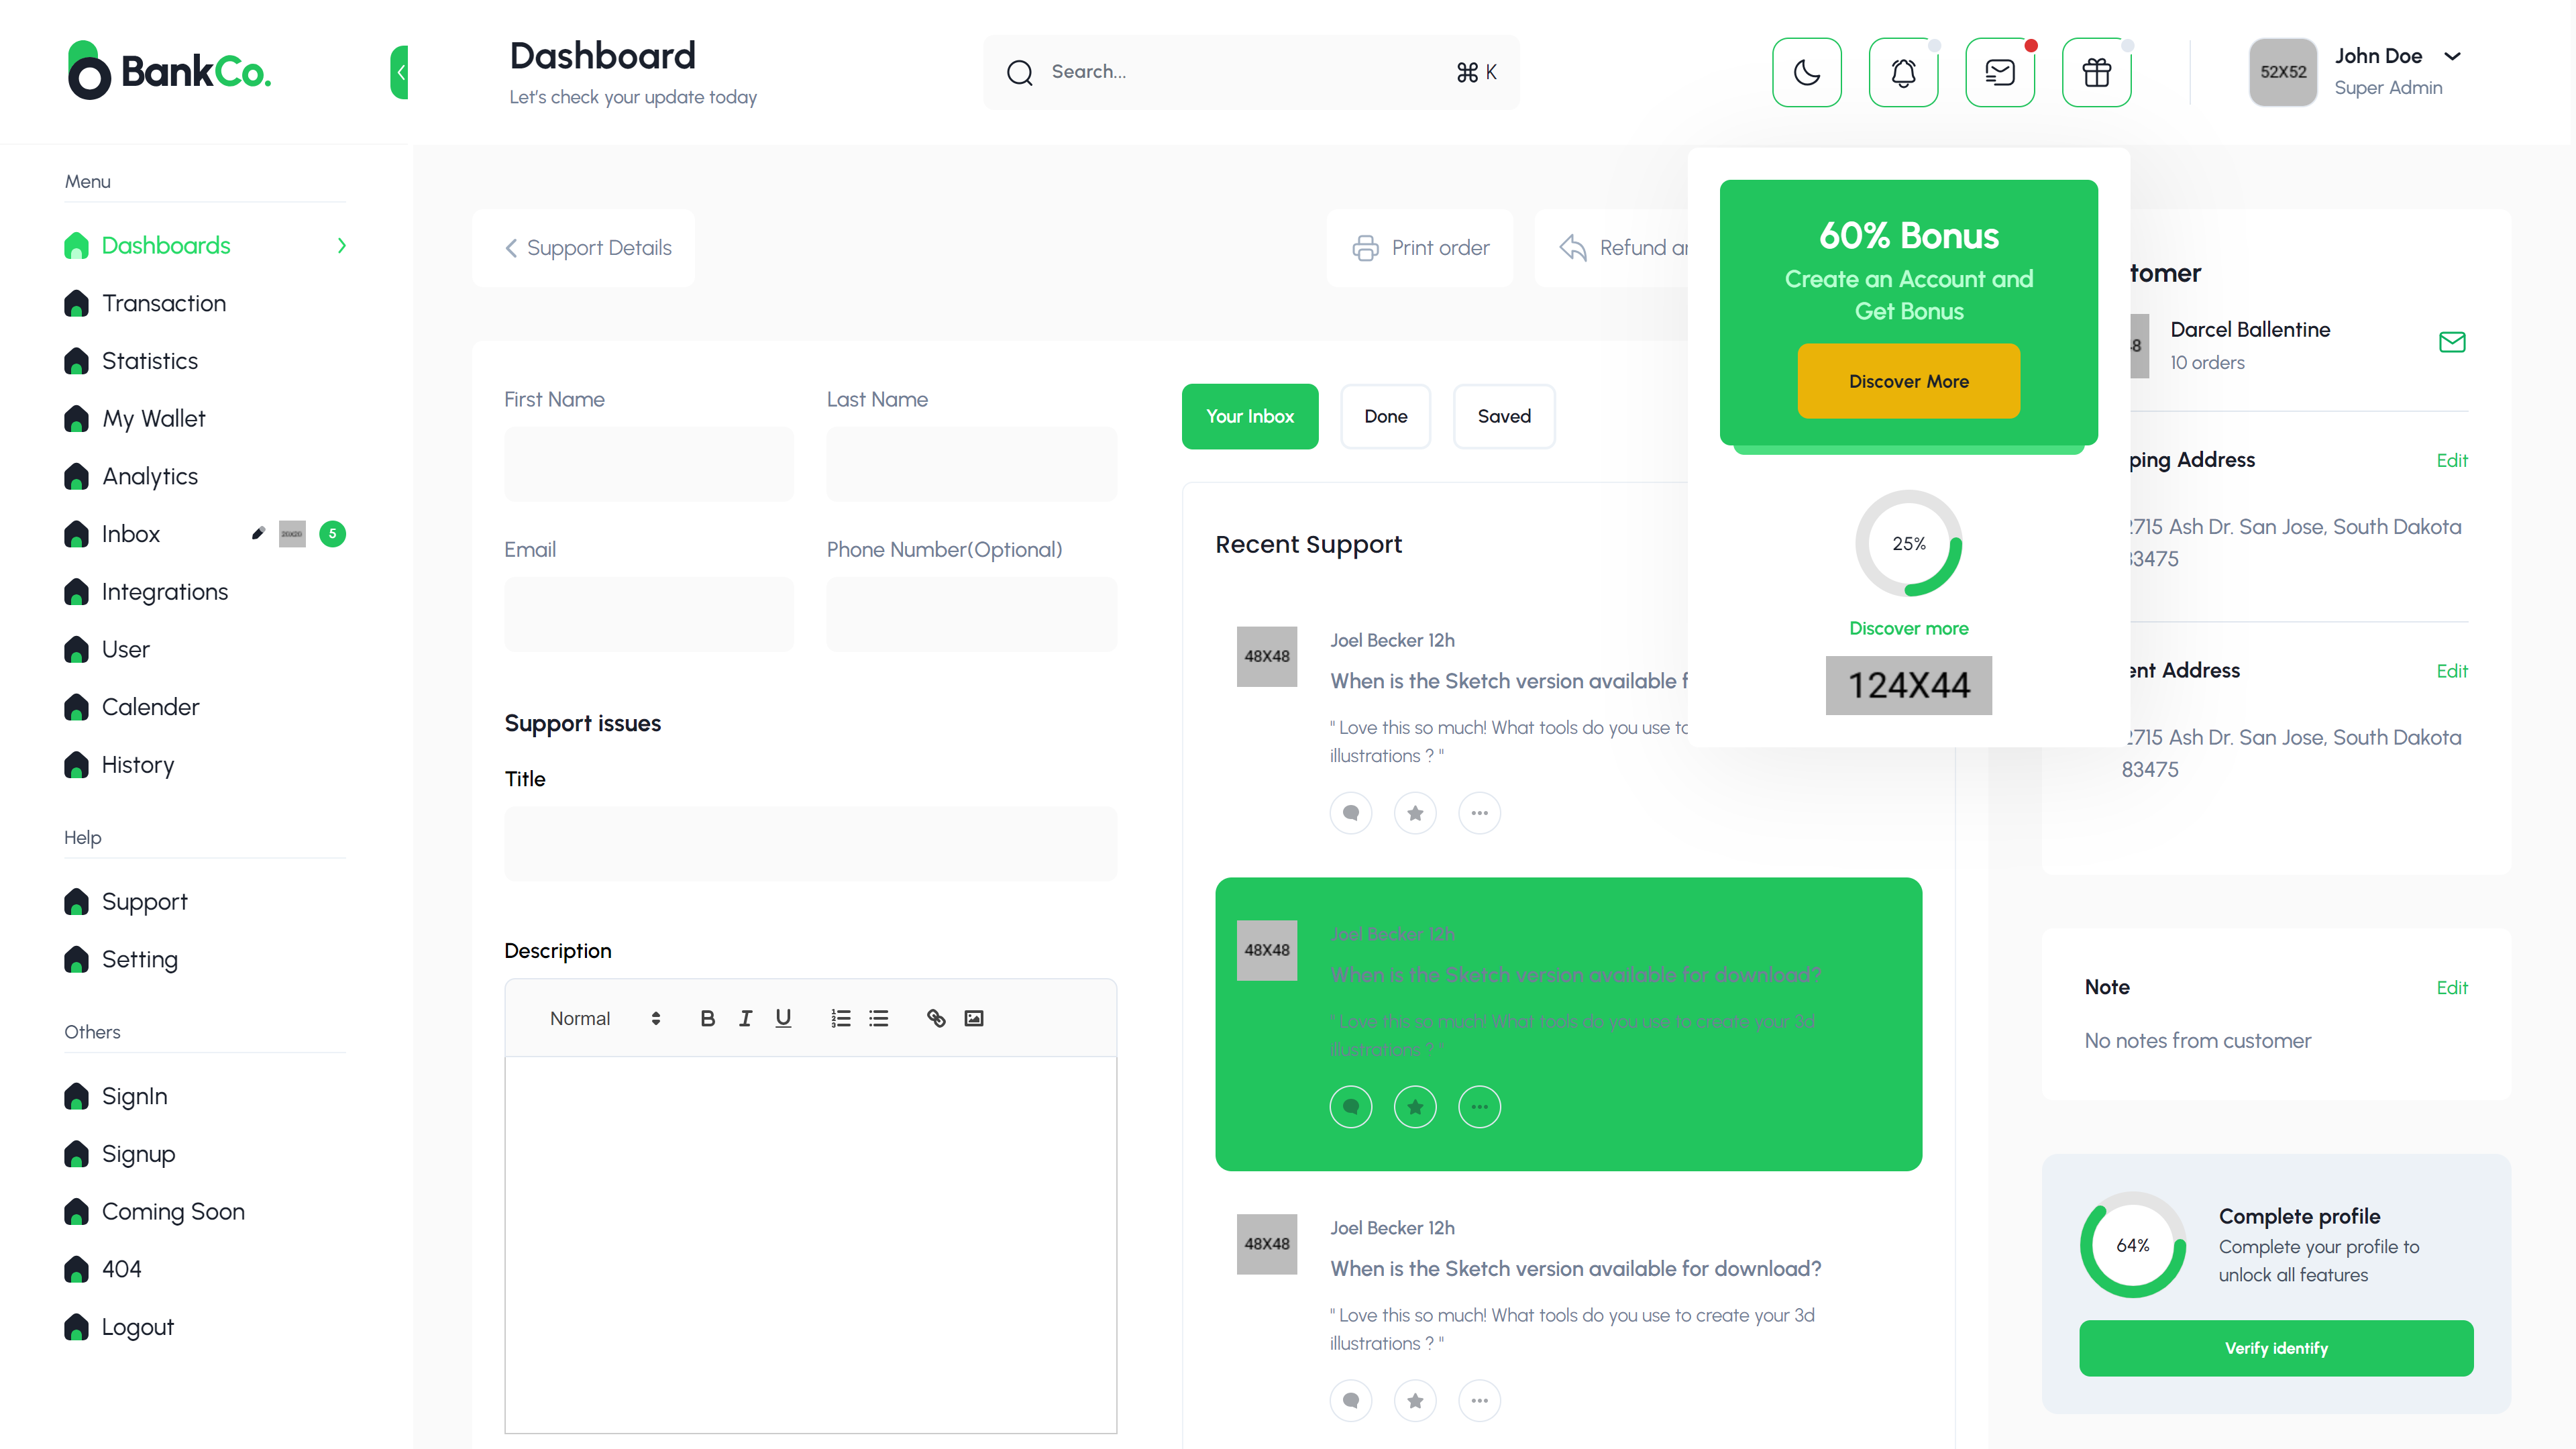 BankCo.
Dashboard
Let's check your update today
Search...
⌘ K
52X52
John Doe
Super Admin
Menu
Dashboards
Transaction
Statistics
My Wallet
Analytics
Inbox
20X20
5
Integrations
User
Calender
History
Help
Support
Setting
Others
SignIn
Signup
Coming Soon
404
Logout
Support Details
Print order
Refund
First Name
Last Name
Email
Phone Number(Optional)
Support issues
Title
Description
Normal
Your Inbox
Done
Saved
Recent Support
48X48
Joel Becker 12h
When is the Sketch version available f
" Love this so much! What tools do you use to
illustrations ? "
48X48
Joel Becker 12h
When is the Sketch version available for download?
" Love this so much! What tools do you use to create your 3d
illustrations ? "
48X48
Joel Becker 12h
When is the Sketch version available for download?
" Love this so much! What tools do you use to create your 3d
illustrations ? "
60% Bonus
Create an Account and
Get Bonus
Discover More
25%
Discover more
124X44
tomer
8
Darcel Ballentine
10 orders
ping Address
Edit
2715 Ash Dr. San Jose, South Dakota
83475
ent Address
Edit
2715 Ash Dr. San Jose, South Dakota
83475
Note
Edit
No notes from customer
64%
Complete profile
Complete your profile to
unlock all features
Verify identify